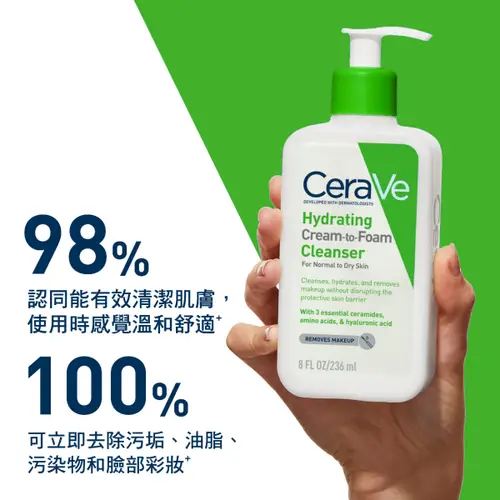 98%
認同能有效清潔肌膚，
使用時感覺溫和舒適+
100%
可立即去除污垢、油脂、
污染物和臉部彩妝+
CeraVe
DEVELOPED WITH DERMATOLOGISTS
Hydrating
Cream-to-Foam
Cleanser
For Normal to Dry Skin
Cleanses, hydrates, and removes
makeup without disrupting the
protective skin barrier
With 3 essential ceramides,
amino acids, & hyaluronic acid
REMOVES MAKEUP
8 FL OZ/236 ml